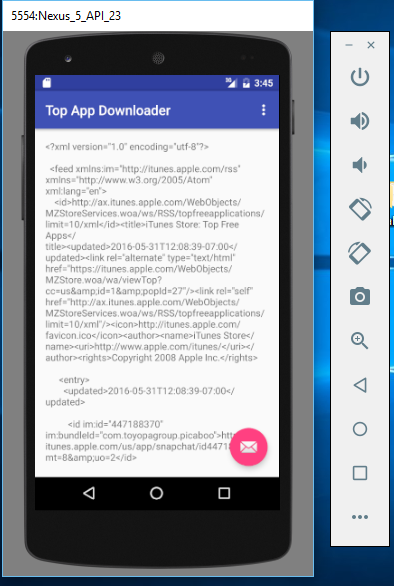 5554:Nexus_5_API_23
3G 3:45
Top App Downloader
<?xml version="1.0" encoding="utf-8"?>
<feed xmlns:im="http://itunes.apple.com/rss"
xmlns="http://www.w3.org/2005/Atom"
xml:lang="en">
<id>http://ax.itunes.apple.com/WebObjects/
MZStoreServices.woa/ws/RSS/topfreeapplications/
limit=10/xml</id><title>iTunes Store: Top Free
Apps</
title><updated>2016-05-31T12:08:39-07:00</
updated><link rel="alternate" type="text/html"
href="https://itunes.apple.com/WebObjects/
MZStore.woa/wa/viewTop?
cc=us&amp;id=1&amp;popId=27"/><link rel="self"
href="http://ax.itunes.apple.com/WebObjects/
MZStoreServices.woa/ws/RSS/topfreeapplications/
limit=10/xml"/><icon>http://itunes.apple.com/
favicon.ico</icon><author><name>iTunes Store</
name><uri>http://www.apple.com/itunes/</uri></
author><rights>Copyright 2008 Apple Inc.</rights>
<entry>
<updated>2016-05-31T12:08:39-07:00</
updated>
<id im:id="447188370"
im:bundleId="com.toyopagroup.picaboo">http
itunes.apple.com/us/app/snapchat/id44718
mt=8&amp;uo=2</id>